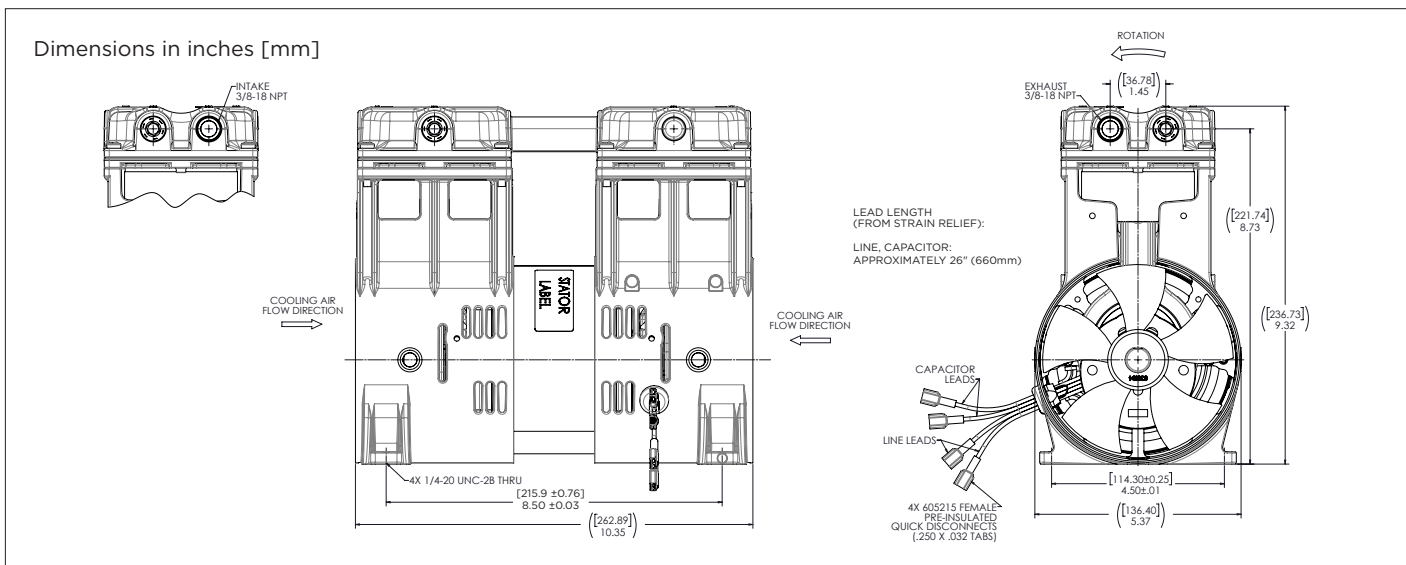 Dimensions in inches [mm]
INTAKE
3/8-18 NPT
ROTATION
EXHAUST
3/8-18 NPT
([36.78])
1.45
([221.74])
8.73
([236.73])
9.32
LEAD LENGTH
(FROM STRAIN RELIEF):
LINE, CAPACITOR:
APPROXIMATELY 26" (660mm)
STATOR
LABEL
COOLING AIR
FLOW DIRECTION
COOLING AIR
FLOW DIRECTION
CAPACITOR
LEADS
LINE LEADS
4X 1/4-20 UNC-2B THRU
[215.9 ±0.76]
8.50 ±0.03
([262.89])
10.35
4X 605215 FEMALE
PRE-INSULATED
QUICK DISCONNECTS
(.250 X .032 TABS)
[114.30±0.25]
4.50±.01
([136.40])
5.37